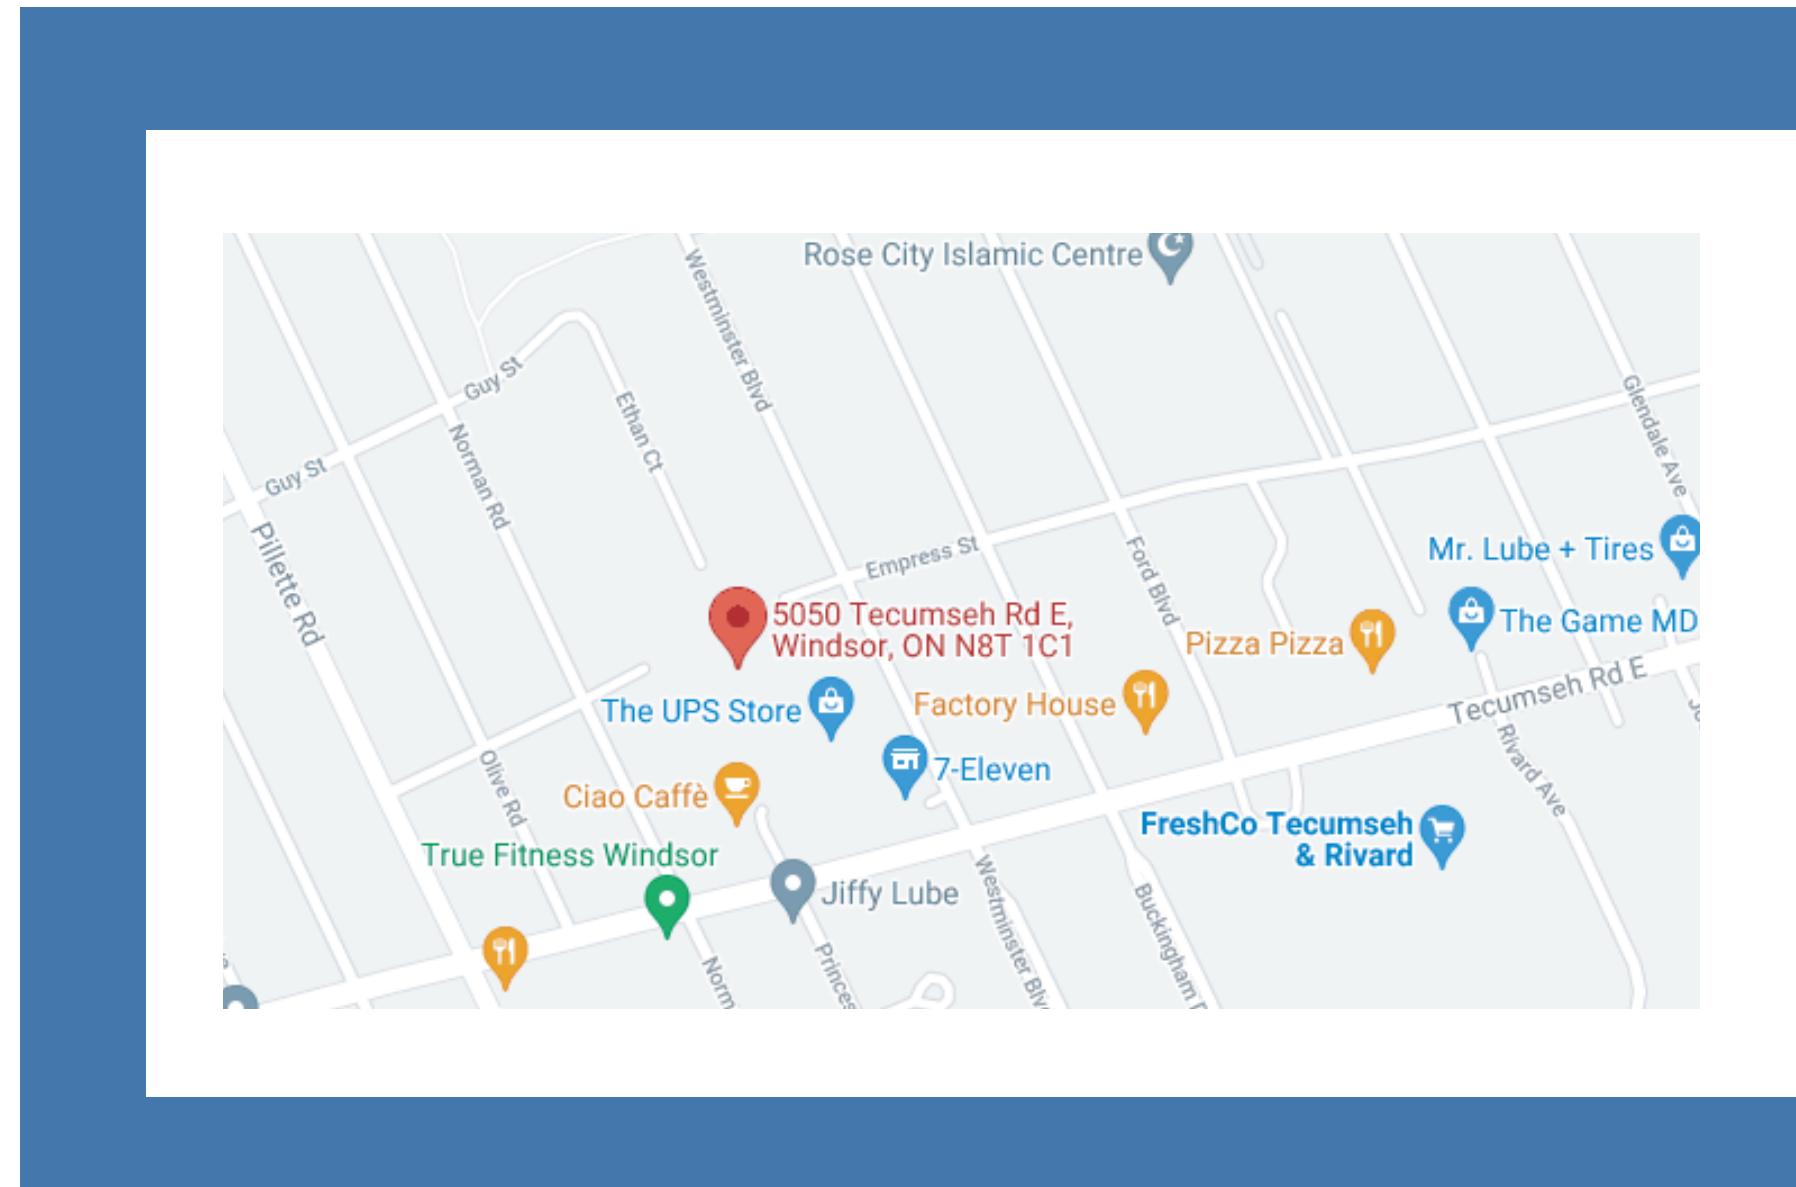 Rose City Islamic Centre
Westminster Blvd
Guy St
Glendale Ave
Ethan Ct
Norman Rd
Guy St
Pillette Rd
Empress St
Ford Blvd
Mr. Lube + Tires
5050 Tecumseh Rd E,
Windsor, ON N8T 1C1
The Game MD
Pizza Pizza
Tecumseh Rd E
The UPS Store
Factory House
7-Eleven
Olive Rd
Rivard Ave
Ciao Caffè
FreshCo Tecumseh
& Rivard
True Fitness Windsor
Jiffy Lube
Westminster Blv
Buckingham
Princes
Norm